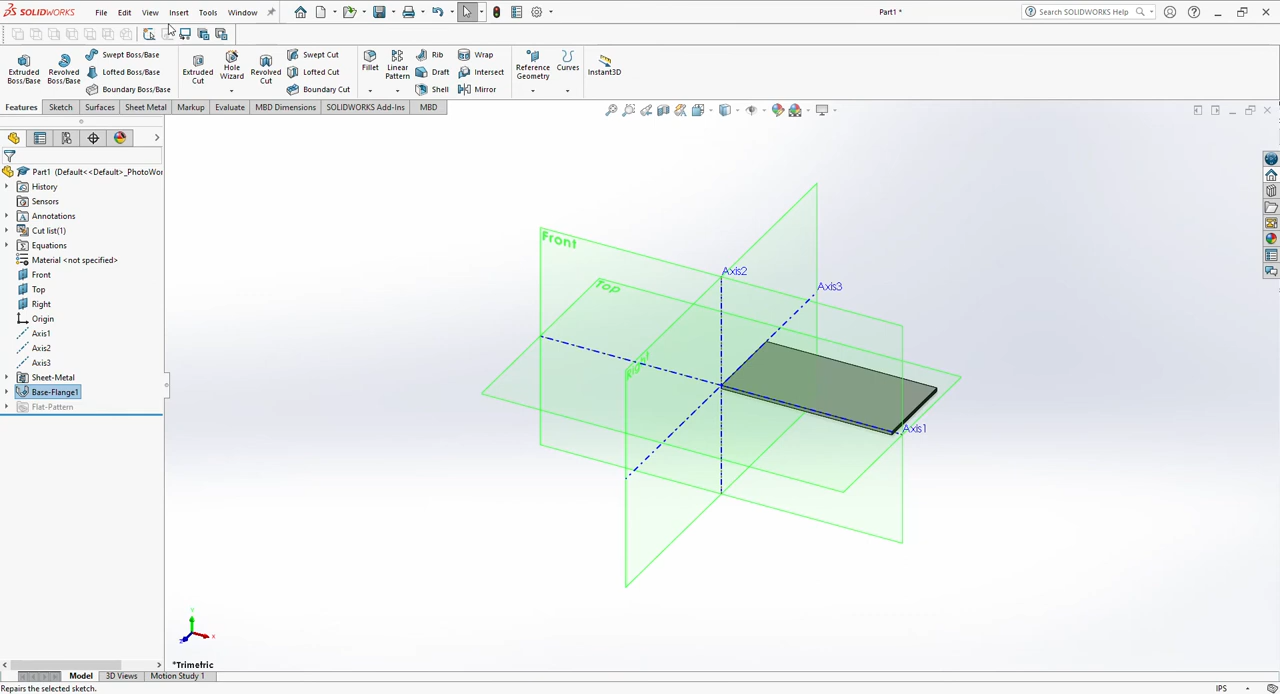 SOLIDWORKS File Edit View Insert Tools Window Part1 * Search SOLIDWORKS Help
Extruded Boss/Base
Revolved Boss/Base
Swept Boss/Base
Lofted Boss/Base
Boundary Boss/Base
Extruded Cut
Hole Wizard
Revolved Cut
Swept Cut
Lofted Cut
Boundary Cut
Fillet
Linear Pattern
Rib
Draft
Shell
Wrap
Intersect
Mirror
Reference Geometry
Curves
Instant3D
Features Sketch Surfaces Sheet Metal Markup Evaluate MBD Dimensions SOLIDWORKS Add-Ins MBD
Part1 (Default<<Default>_PhotoWor
History
Sensors
Annotations
Cut list(1)
Equations
Material <not specified>
Front
Top
Right
Origin
Axis1
Axis2
Axis3
Sheet-Metal
Base-Flange1
Flat-Pattern
Front
Top
Right
Axis2
Axis3
Axis1
Y
X
Z
*Trimetric
Model 3D Views Motion Study 1
Repairs the selected sketch. IPS